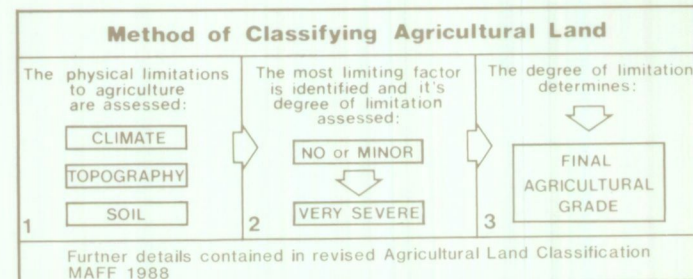 Method of Classifying Agricultural Land
The physical limitations
to agriculture
are assessed:
CLIMATE
TOPOGRAPHY
SOIL
1
The most limiting factor
is identified and it's
degree of limitation
assessed:
NO or MINOR
VERY SEVERE
2
The degree of limitation
determines:
FINAL
AGRICULTURAL
GRADE
3
Furtner details contained in revised Agricultural Land Classification
MAFF 1988